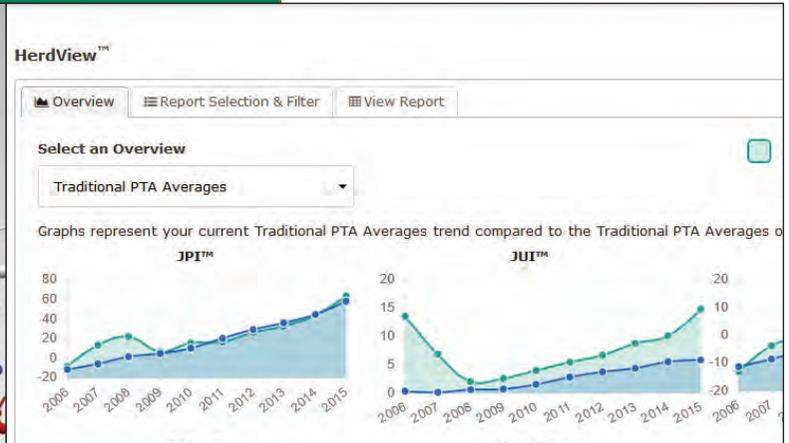 HerdView™
Overview
Report Selection & Filter
View Report
Select an Overview
Traditional PTA Averages
Graphs represent your current Traditional PTA Averages trend compared to the Traditional PTA Averages o
JPI™
JUI™
80
60
40
20
0
-20
2006 2007 2008 2009 2010 2011 2012 2013 2014 2015
20
15
10
5
0
2006 2007 2008 2009 2010 2011 2012 2013 2014 2015
20
10
0
-10
-20
2006 2007